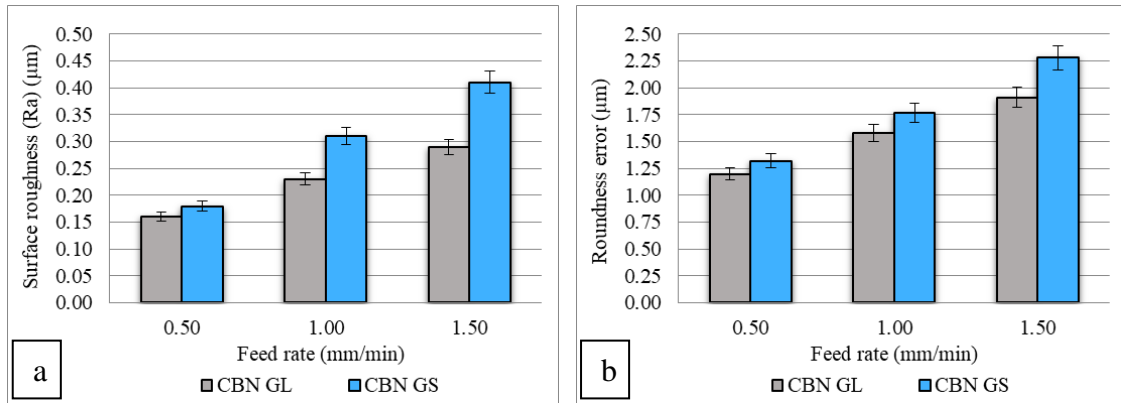 Surface roughness (Ra) (μm)
0.50
0.45
0.40
0.35
0.30
0.25
0.20
0.15
0.10
0.05
0.00
0.50 1.00 1.50
Feed rate (mm/min)
CBN GL CBN GS
a
Roundness error (μm)
2.50
2.25
2.00
1.75
1.50
1.25
1.00
0.75
0.50
0.25
0.00
0.50 1.00 1.50
Feed rate (mm/min)
CBN GL CBN GS
b